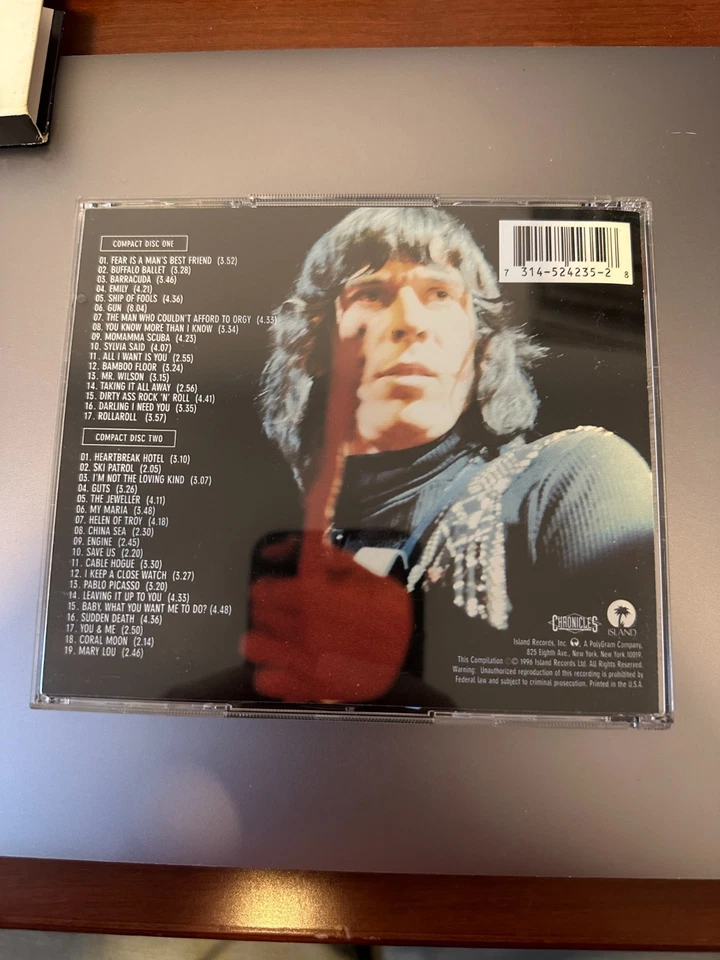 COMPACT DISC ONE
01. FEAR IS A MAN'S BEST FRIEND (3.52)
02. BUFFALO BALLET (3.28)
03. BARRACUDA (3.46)
04. EMILY (4.21)
05. SHIP OF FOOLS (4.36)
06. GUN (8.04)
07. THE MAN WHO COULDN'T AFFORD TO ORGY (4.33)
08. YOU KNOW MORE THAN I KNOW (3.34)
09. MOMAMMA SCUBA (4.23)
10. SYLVIA SAID (4.07)
11. ALL I WANT IS YOU (2.55)
12. BAMBOO FLOOR (3.24)
13. MR. WILSON (3.15)
14. TAKING IT ALL AWAY (2.56)
15. DIRTY ASS ROCK 'N' ROLL (4.41)
16. DARLING I NEED YOU (3.35)
17. ROLLAROLL (3.57)
COMPACT DISC TWO
01. HEARTBREAK HOTEL (3.10)
02. SKI PATROL (2.05)
03. I'M NOT THE LOVING KIND (3.07)
04. GUTS (3.26)
05. THE JEWELLER (4.11)
06. MY MARIA (3.48)
07. HELEN OF TROY (4.18)
08. CHINA SEA (2.30)
09. ENGINE (2.45)
10. SAVE US (2.20)
11. CABLE HOGUE (3.30)
12. I KEEP A CLOSE WATCH (3.27)
13. PABLO PICASSO (3.20)
14. LEAVING IT UP TO YOU (4.33)
15. BABY, WHAT YOU WANT ME TO DO? (4.48)
16. SUDDEN DEATH (4.36)
17. YOU & ME (2.50)
18. CORAL MOON (2.14)
19. MARY LOU (2.46)
7 314-524235-2 8
CHRONICLES
ISLAND
Island Records, Inc. A PolyGram Company,
825 Eighth Ave., New York, New York, 10019.
This Compilation ℗© 1996 Island Records Ltd. All Rights Reserved.
Warning: Unauthorized reproduction of this recording is prohibited by
Federal law and subject to criminal prosecution. Printed in the U.S.A.